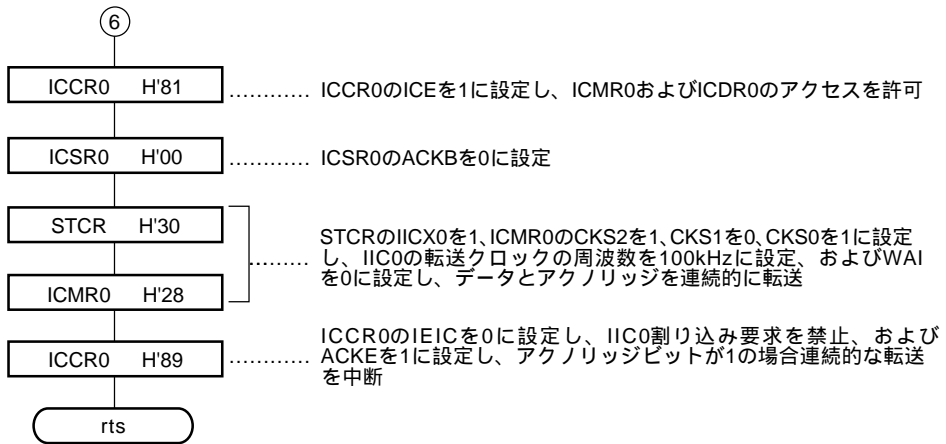 6
ICCR0 H'81
............ ICCR0のICEを1に設定し、ICMR0およびICDR0のアクセスを許可
ICSR0 H'00
........... ICSR0のACKBを0に設定
STCR H'30
ICMR0 H'28
......... STCRのIICX0を1、ICMR0のCKS2を1、CKS1を0、CKS0を1に設定
し、IIC0の転送クロックの周波数を100kHzに設定、およびWAI
を0に設定し、データとアクノリッジを連続的に転送
ICCR0 H'89
............ ICCR0のIEICを0に設定し、IIC0割り込み要求を禁止、および
ACKEを1に設定し、アクノリッジビットが1の場合連続的な転送
を中断
rts